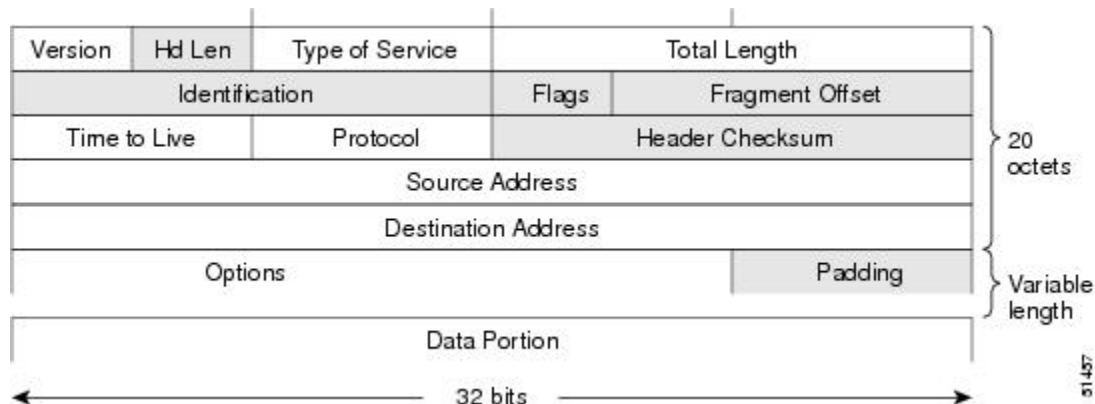 Version Hd Len Type of Service Total Length
Identification Flags Fragment Offset
Time to Live Protocol Header Checksum
20
octets
Source Address
Destination Address
Options Padding
Variable
length
Data Portion
32 bits
51457